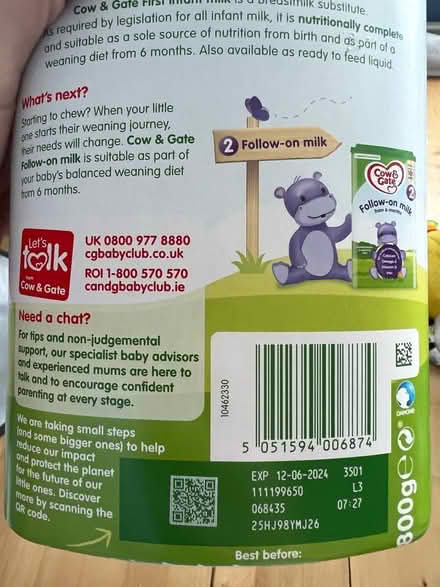 Cow & Gate First infant milk is a breastmilk substitute.
As required by legislation for all infant milk, it is nutritionally complete
and suitable as a sole source of nutrition from birth and as part of a
weaning diet from 6 months. Also available as ready to feed liquid.
What's next?
Starting to chew? When your little
one starts their weaning journey,
their needs will change. Cow & Gate
Follow-on milk is suitable as part of
your baby's balanced weaning diet
from 6 months.
2 Follow-on milk
Cow & Gate
2
Follow-on milk
from 6 months
Let's
talk
from
Cow & Gate
UK 0800 977 8880
cgbabyclub.co.uk
ROI 1-800 570 570
candgbabyclub.ie
Need a chat?
For tips and non-judgemental
support, our specialist baby advisors
and experienced mums are here to
talk and to encourage confident
parenting at every stage.
We are taking small steps
(and some bigger ones) to help
reduce our impact
and protect the planet
for the future of our
little ones. Discover
more by scanning the
QR code.
10462330
5 051594 006874
DANONE
800g e
EXP 12-06-2024 3501
111199650 L3
068435 07:27
25HJ98YMJ26
Best before: